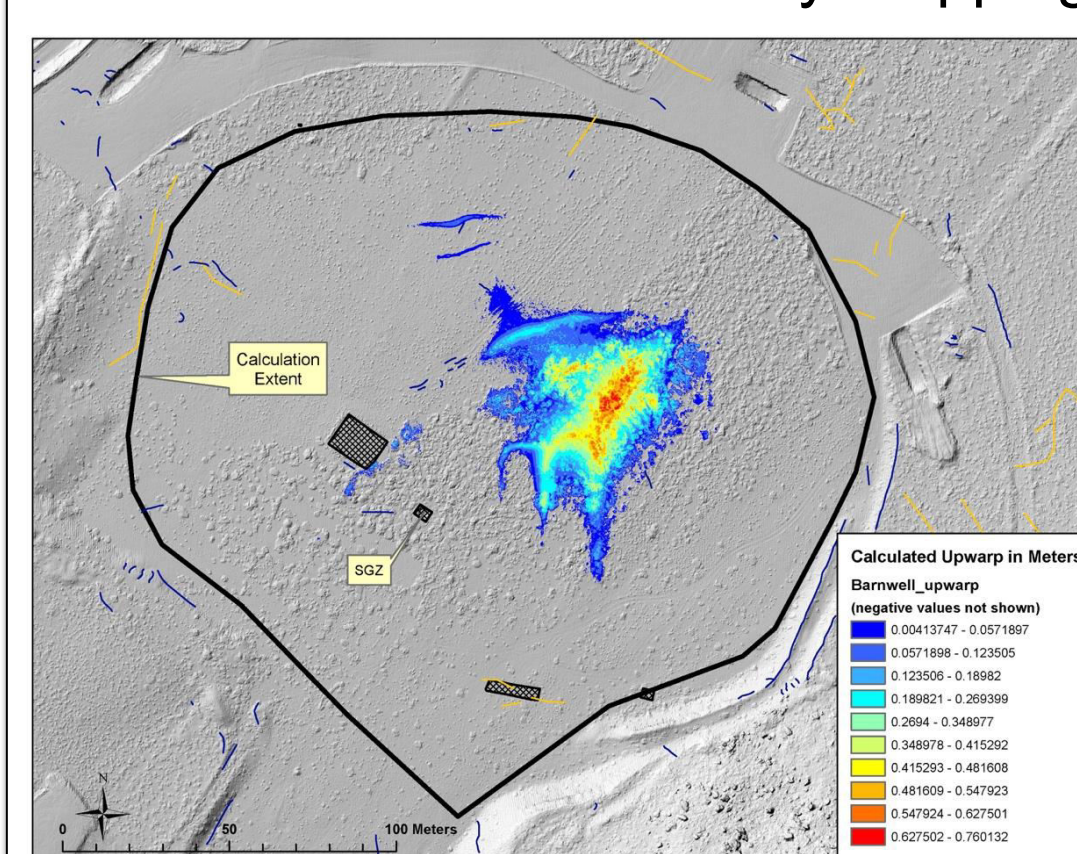 Calculation
Extent
SGZ
N
0 50 100 Meters
Calculated Upwarp in Meters
Barnwell_upwarp
(negative values not shown)
0.00413747 - 0.0571897
0.0571898 - 0.123505
0.123506 - 0.18982
0.189821 - 0.269399
0.2694 - 0.348977
0.348978 - 0.415292
0.415293 - 0.481608
0.481609 - 0.547923
0.547924 - 0.627501
0.627502 - 0.760132